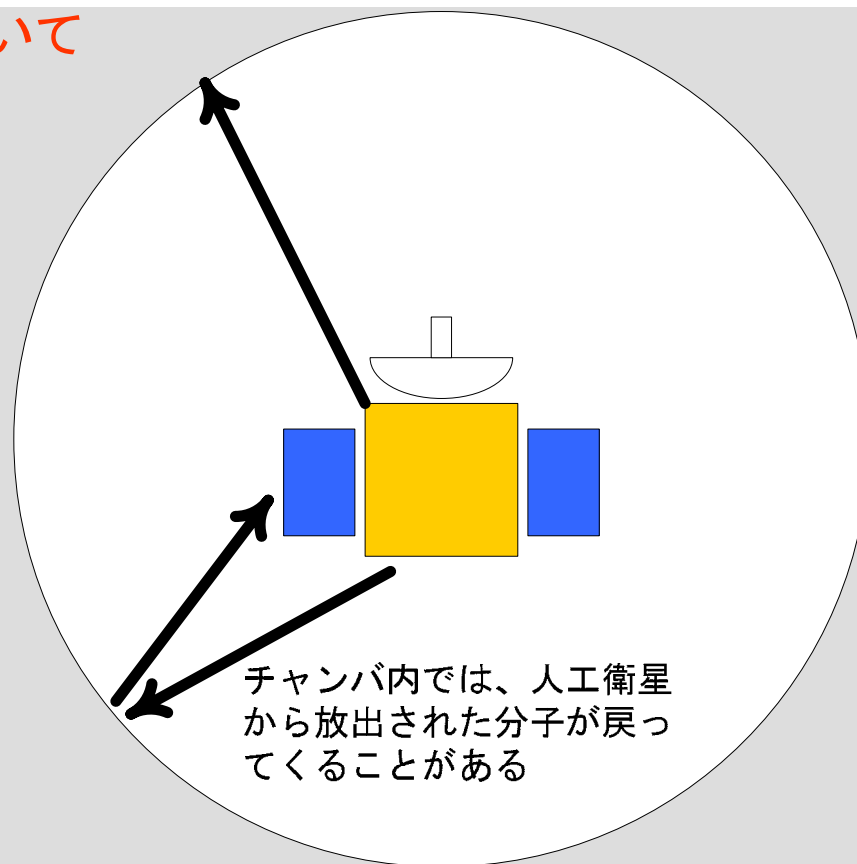 いて
チャンバ内では、人工衛星
から放出された分子が戻っ
てくることがある